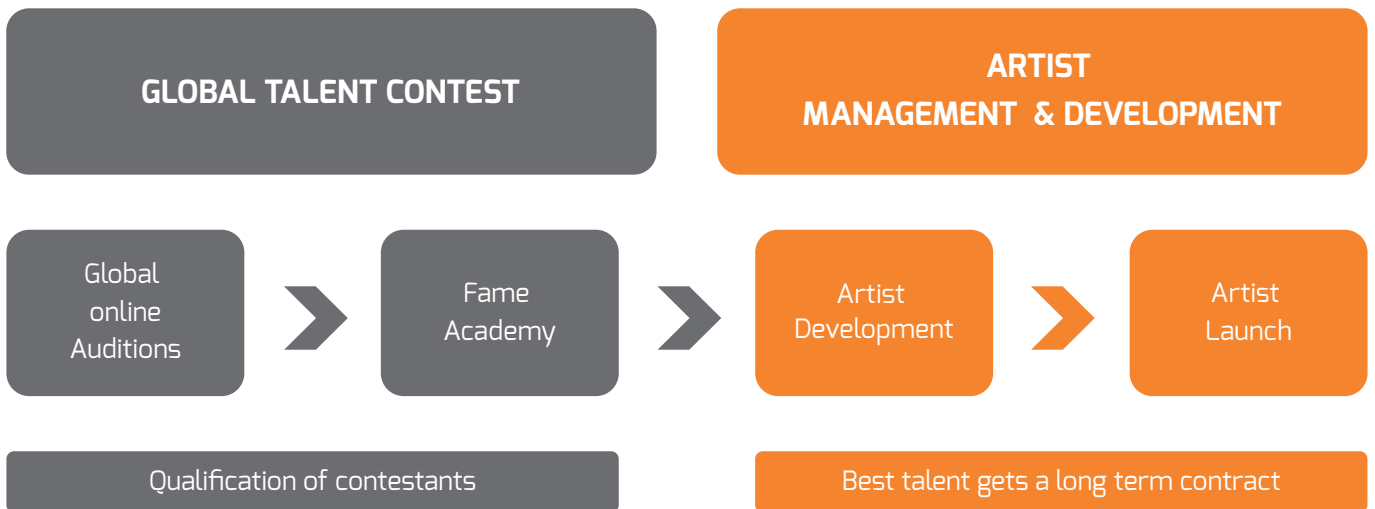 GLOBAL TALENT CONTEST
ARTIST
MANAGEMENT & DEVELOPMENT
Global
online
Auditions
Fame
Academy
Artist
Development
Artist
Launch
Qualification of contestants
Best talent gets a long term contract